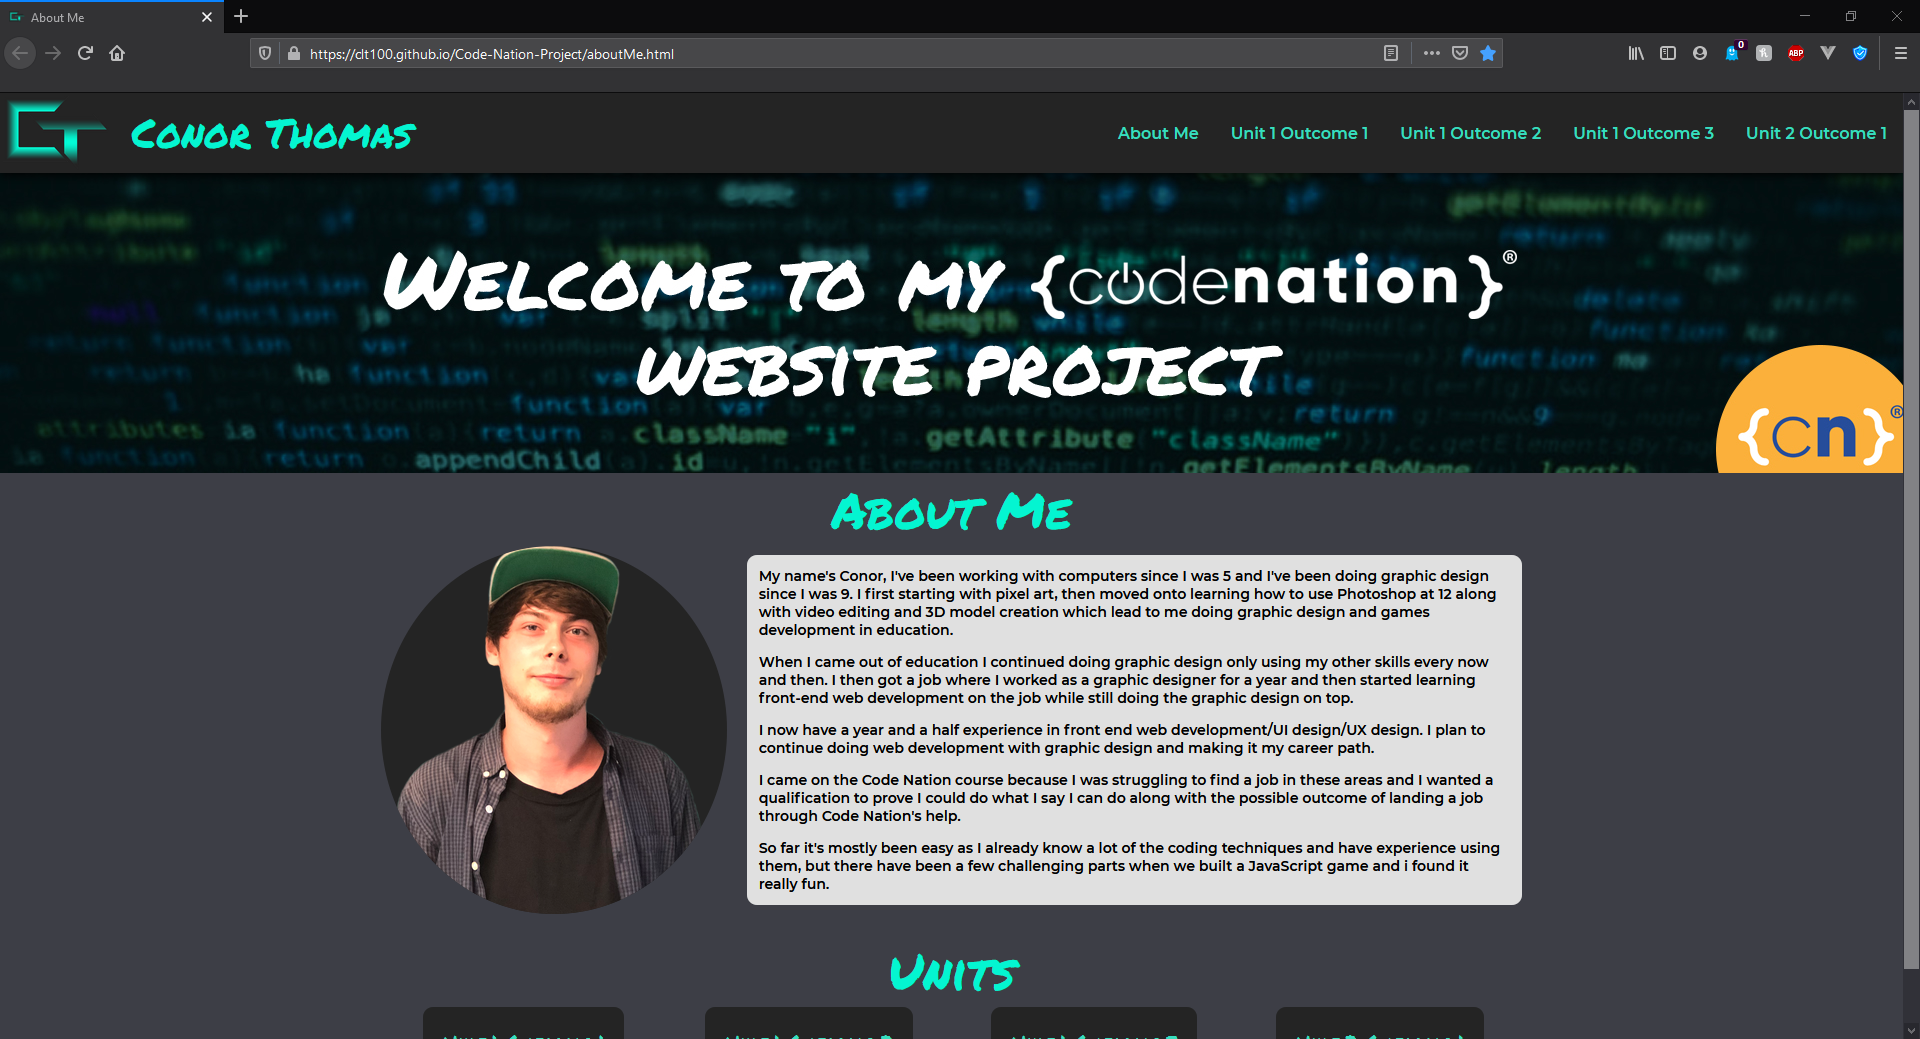 About Me
https://clt100.github.io/Code-Nation-Project/aboutMe.html
0
ABP
CT
Conor Thomas
About Me
Unit 1 Outcome 1
Unit 1 Outcome 2
Unit 1 Outcome 3
Unit 2 Outcome 1
Welcome to my {codenation}®
website project
attributes ia function(a){return a.className="i",!a.getAttribute("className")
appendChild(a).id=
getElementsByName
{cn}®
About Me
My name's Conor, I've been working with computers since I was 5 and I've been doing graphic design
since I was 9. I first starting with pixel art, then moved onto learning how to use Photoshop at 12 along
with video editing and 3D model creation which lead to me doing graphic design and games
development in education.
When I came out of education I continued doing graphic design only using my other skills every now
and then. I then got a job where I worked as a graphic designer for a year and then started learning
front-end web development on the job while still doing the graphic design on top.
I now have a year and a half experience in front end web development/UI design/UX design. I plan to
continue doing web development with graphic design and making it my career path.
I came on the Code Nation course because I was struggling to find a job in these areas and I wanted a
qualification to prove I could do what I say I can do along with the possible outcome of landing a job
through Code Nation's help.
So far it's mostly been easy as I already know a lot of the coding techniques and have experience using
them, but there have been a few challenging parts when we built a JavaScript game and i found it
really fun.
Units